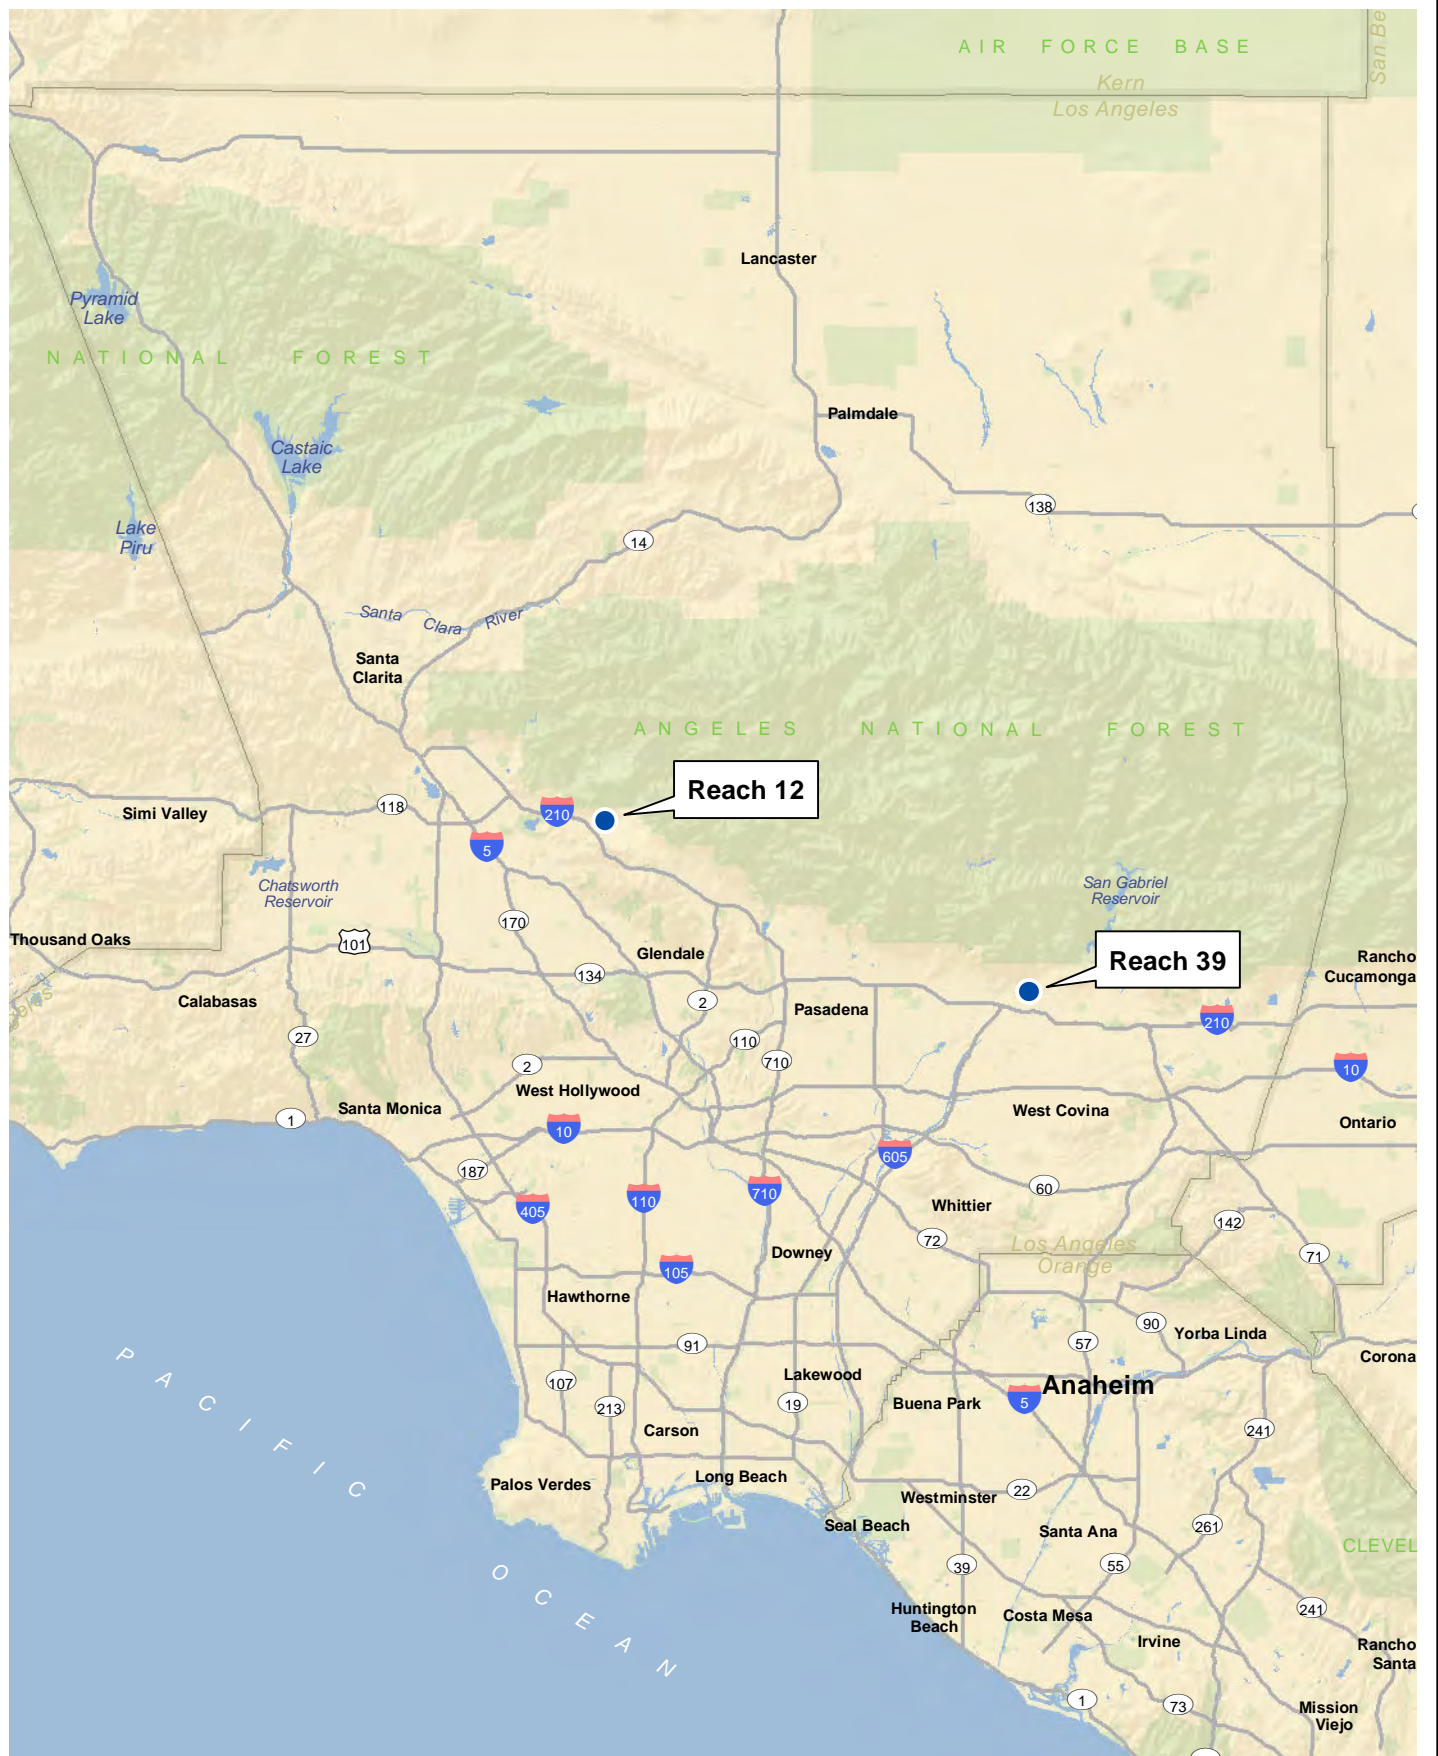 AIR FORCE BASE
San Be
Kern
Los Angeles
Lancaster
Pyramid
Lake
NATIONAL FOREST
Palmdale
Castaic
Lake
138
Lake
Piru
14
Santa Clara River
Santa
Clarita
ANGELES NATIONAL FOREST
Reach 12
Simi Valley
118
210
5
Chatsworth
Reservoir
San Gabriel
Reservoir
170
Thousand Oaks
101
Glendale
Reach 39
Rancho
Cucamonga
134
Calabasas
2
Pasadena
geles
27
110
210
2
710
10
West Hollywood
Santa Monica
1
West Covina
10
Ontario
605
187
60
405
110
710
Whittier
142
72
Los Angeles
Orange
Downey
71
105
Hawthorne
90
Yorba Linda
91
57
Corona
PACIFIC OCEAN
Lakewood
107
Anaheim
5
19
Buena Park
213
241
Carson
Palos Verdes
Long Beach
22
Westminster
Seal Beach
261
Santa Ana
CLEVEL
39
55
Huntington
Beach
Costa Mesa
241
Irvine
Rancho
Santa
1
73
Mission
Viejo